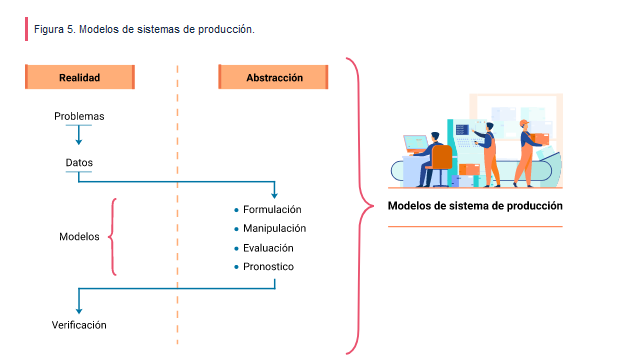 Figura 5. Modelos de sistemas de producción.
Realidad
Abstracción
Problemas
Datos
Formulación
Manipulación
Evaluación
Pronostico
Modelos
Verificación
Modelos de sistema de producción